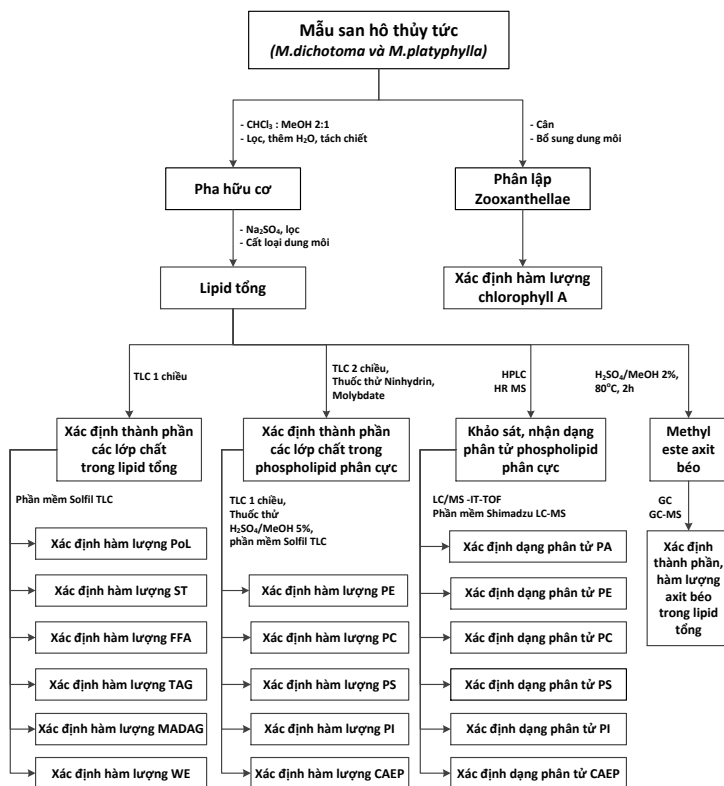 Mẫu san hô thủy tức
(M.dichotoma và M.platyphylla)
- CHCl₃ : MeOH 2:1
- Lọc, thêm H₂O, tách chiết
- Cân
- Bổ sung dung môi
Pha hữu cơ
Phân lập
Zooxanthellae
- Na₂SO₄, lọc
- Cất loại dung môi
Lipid tổng
Xác định hàm lượng
chlorophyll A
TLC 1 chiều
TLC 2 chiều,
Thuốc thử Ninhydrin,
Molybdate
HPLC
HR MS
H₂SO₄/MeOH 2%,
80°C, 2h
Xác định thành phần
các lớp chất
trong lipid tổng
Xác định thành phần
các lớp chất trong
phospholipid phân cực
Khảo sát, nhận dạng
phân tử phospholipid
phân cực
Methyl
este axit
béo
Phần mềm Solfil TLC
TLC 1 chiều,
Thuốc thử
H₂SO₄/MeOH 5%,
phần mềm Solfil TLC
LC/MS -IT-TOF
Phần mềm Shimadzu LC-MS
GC
GC-MS
Xác định hàm lượng PoL
Xác định hàm lượng ST
Xác định hàm lượng FFA
Xác định hàm lượng TAG
Xác định hàm lượng MADAG
Xác định hàm lượng WE
Xác định hàm lượng PE
Xác định hàm lượng PC
Xác định hàm lượng PS
Xác định hàm lượng PI
Xác định hàm lượng CAEP
Xác định dạng phân tử PA
Xác định dạng phân tử PE
Xác định dạng phân tử PC
Xác định dạng phân tử PS
Xác định dạng phân tử PI
Xác định dạng phân tử CAEP
Xác định
thành phần,
hàm lượng
axit béo
trong lipid
tổng